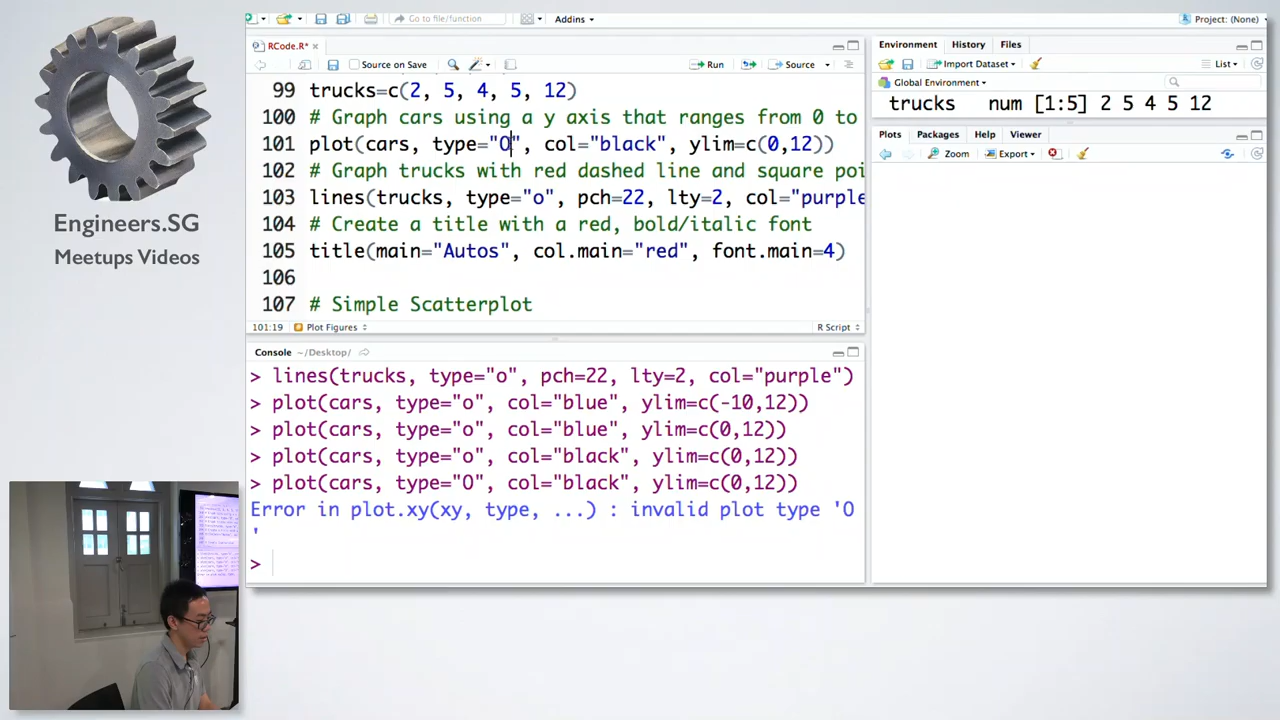 Go to file/function
Addins
Project: (None)
RCode.R*
Source on Save
Run
Source
99 trucks=c(2, 5, 4, 5, 12)
100 # Graph cars using a y axis that ranges from 0 to
101 plot(cars, type="O", col="black", ylim=c(0,12))
102 # Graph trucks with red dashed line and square poi
103 lines(trucks, type="o", pch=22, lty=2, col="purple
104 # Create a title with a red, bold/italic font
105 title(main="Autos", col.main="red", font.main=4)
106
107 # Simple Scatterplot
101:19 Plot Figures R Script
Console ~/Desktop/
> lines(trucks, type="o", pch=22, lty=2, col="purple")
> plot(cars, type="o", col="blue", ylim=c(-10,12))
> plot(cars, type="o", col="blue", ylim=c(0,12))
> plot(cars, type="o", col="black", ylim=c(0,12))
> plot(cars, type="O", col="black", ylim=c(0,12))
Error in plot.xy(xy, type, ...) : invalid plot type 'O
'
>
Environment History Files
Import Dataset List
Global Environment
trucks num [1:5] 2 5 4 5 12
Plots Packages Help Viewer
Zoom Export
Engineers.SG
Meetups Videos